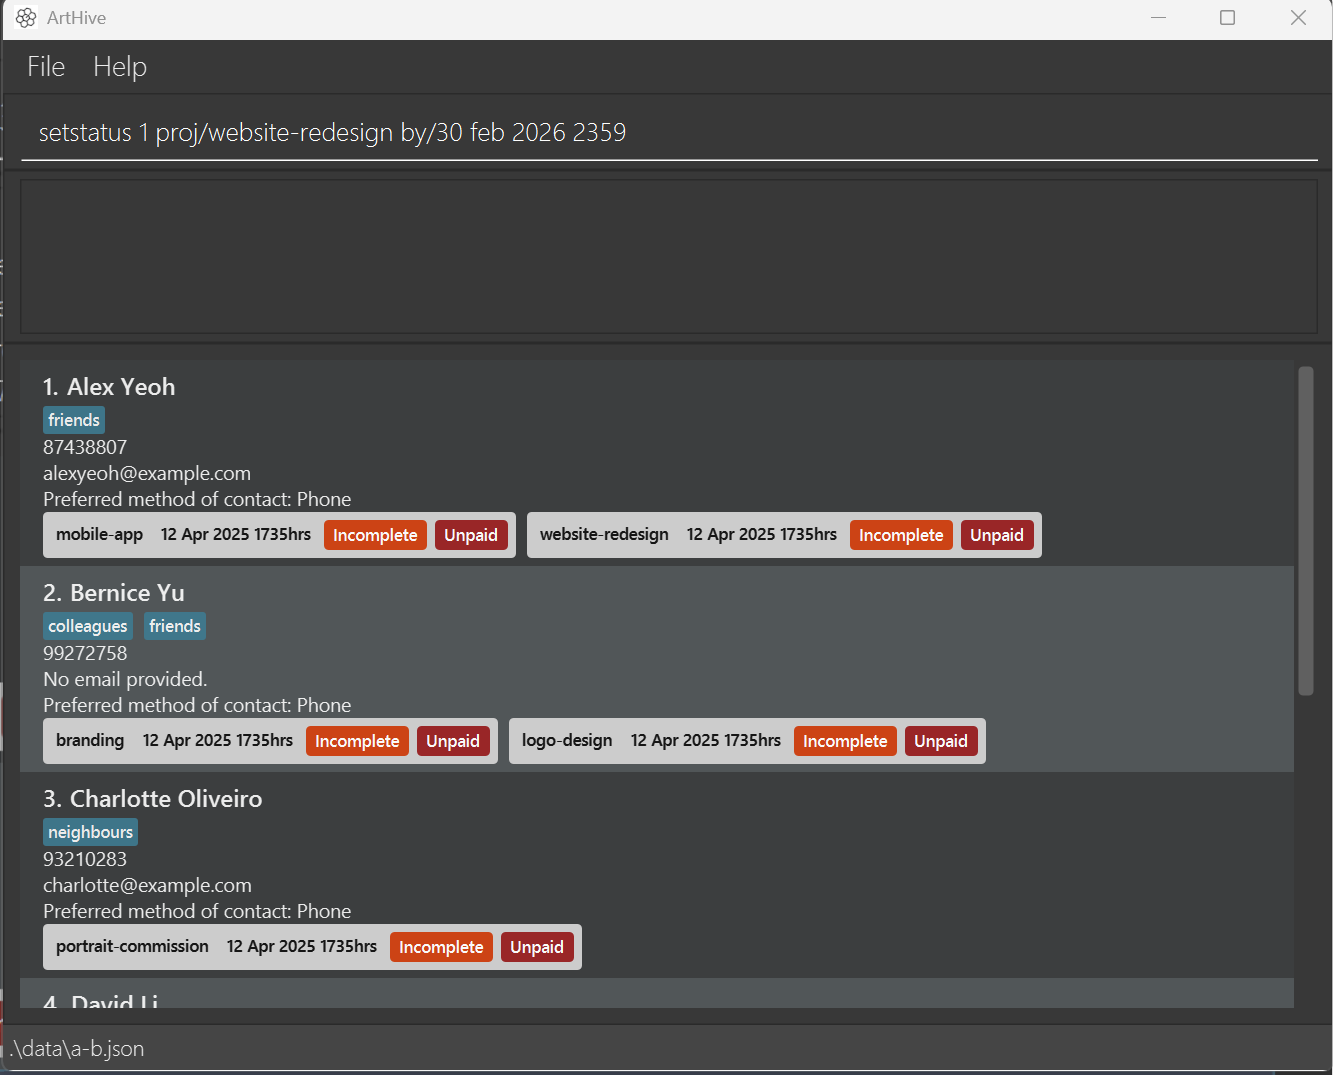 ArtHive
File Help
setstatus 1 proj/website-redesign by/30 feb 2026 2359
1. Alex Yeoh
friends
87438807
alexyeoh@example.com
Preferred method of contact: Phone
mobile-app 12 Apr 2025 1735hrs Incomplete Unpaid website-redesign 12 Apr 2025 1735hrs Incomplete Unpaid
2. Bernice Yu
colleagues friends
99272758
No email provided.
Preferred method of contact: Phone
branding 12 Apr 2025 1735hrs Incomplete Unpaid logo-design 12 Apr 2025 1735hrs Incomplete Unpaid
3. Charlotte Oliveiro
neighbours
93210283
charlotte@example.com
Preferred method of contact: Phone
portrait-commission 12 Apr 2025 1735hrs Incomplete Unpaid
4. David Li
.\data\a-b.json